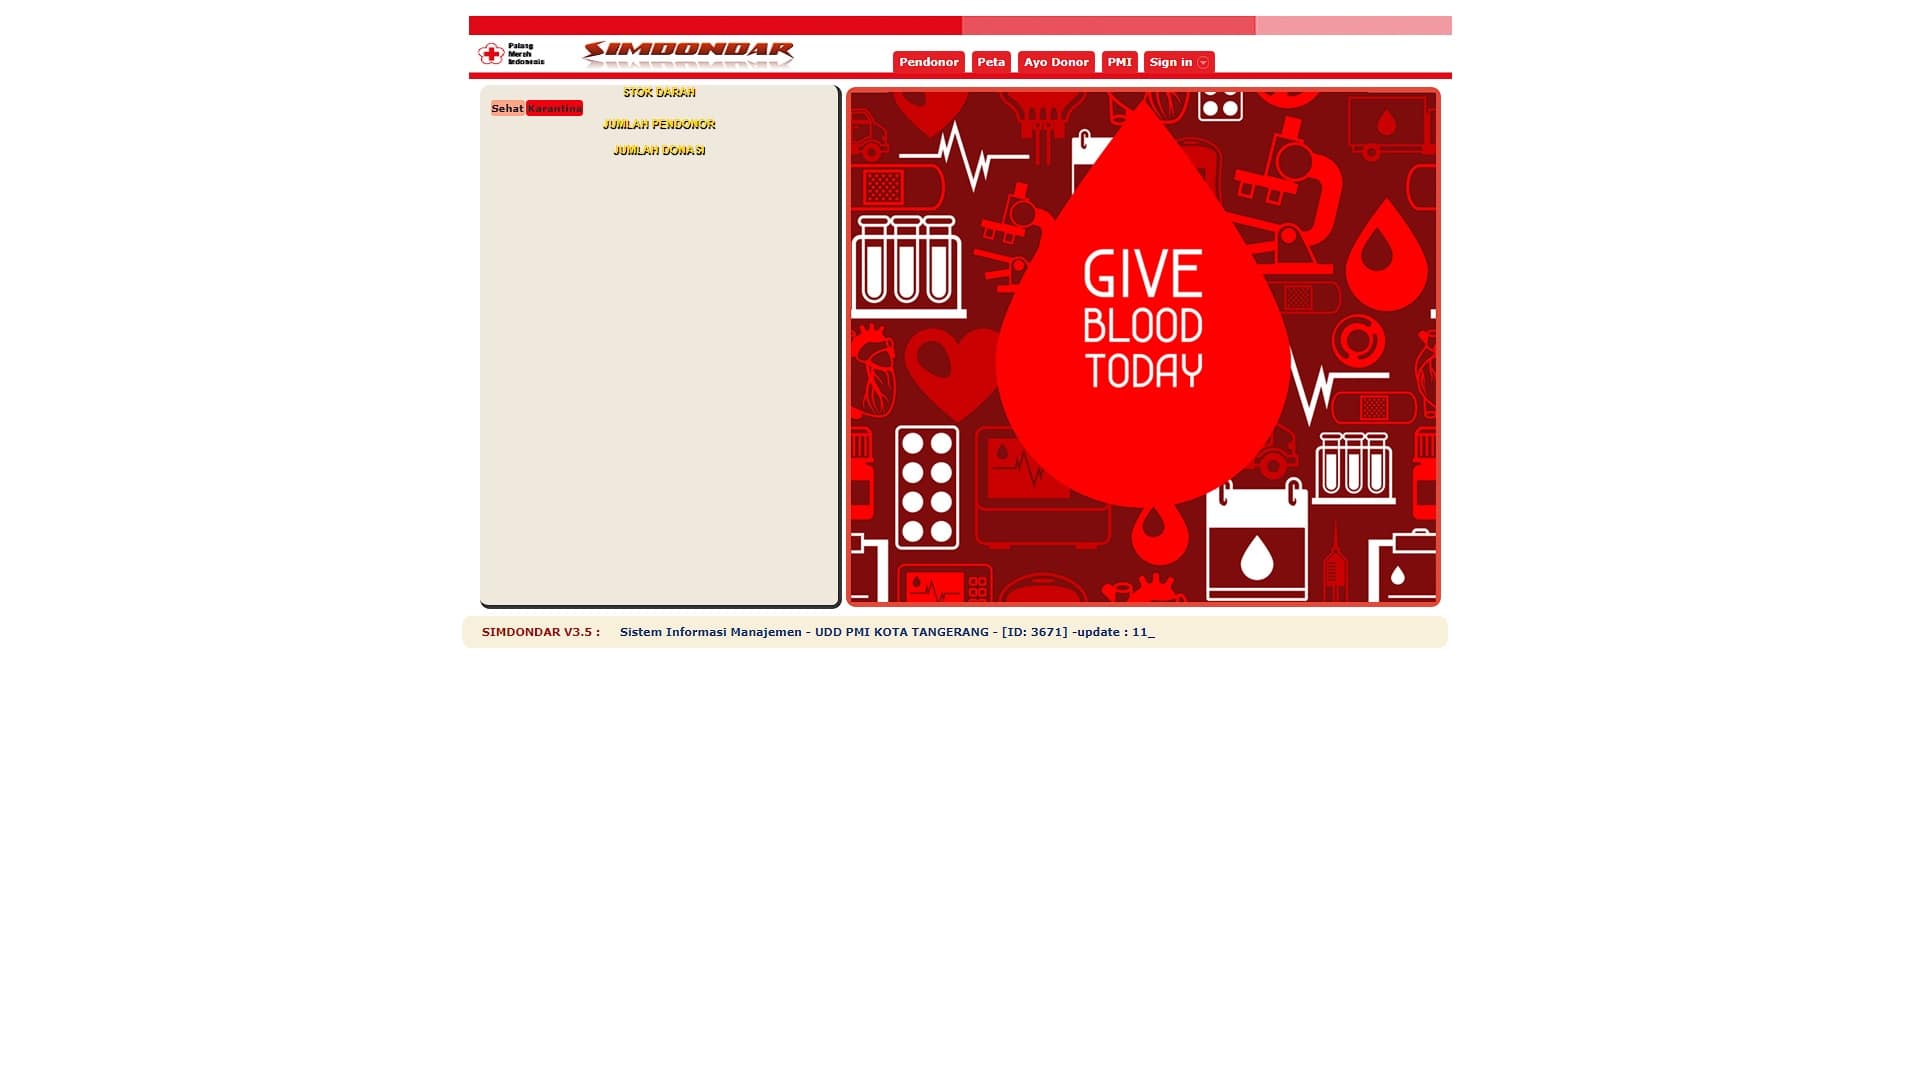 Palang
Merah
Indonesia
SIMDONDAR
Pendonor Peta Ayo Donor PMI Sign in
STOK DARAH
Sehat Karantina
JUMLAH PENDONOR
JUMLAH DONASI
GIVE
BLOOD
TODAY
SIMDONDAR V3.5 : Sistem Informasi Manajemen - UDD PMI KOTA TANGERANG - [ID: 3671] -update : 11_